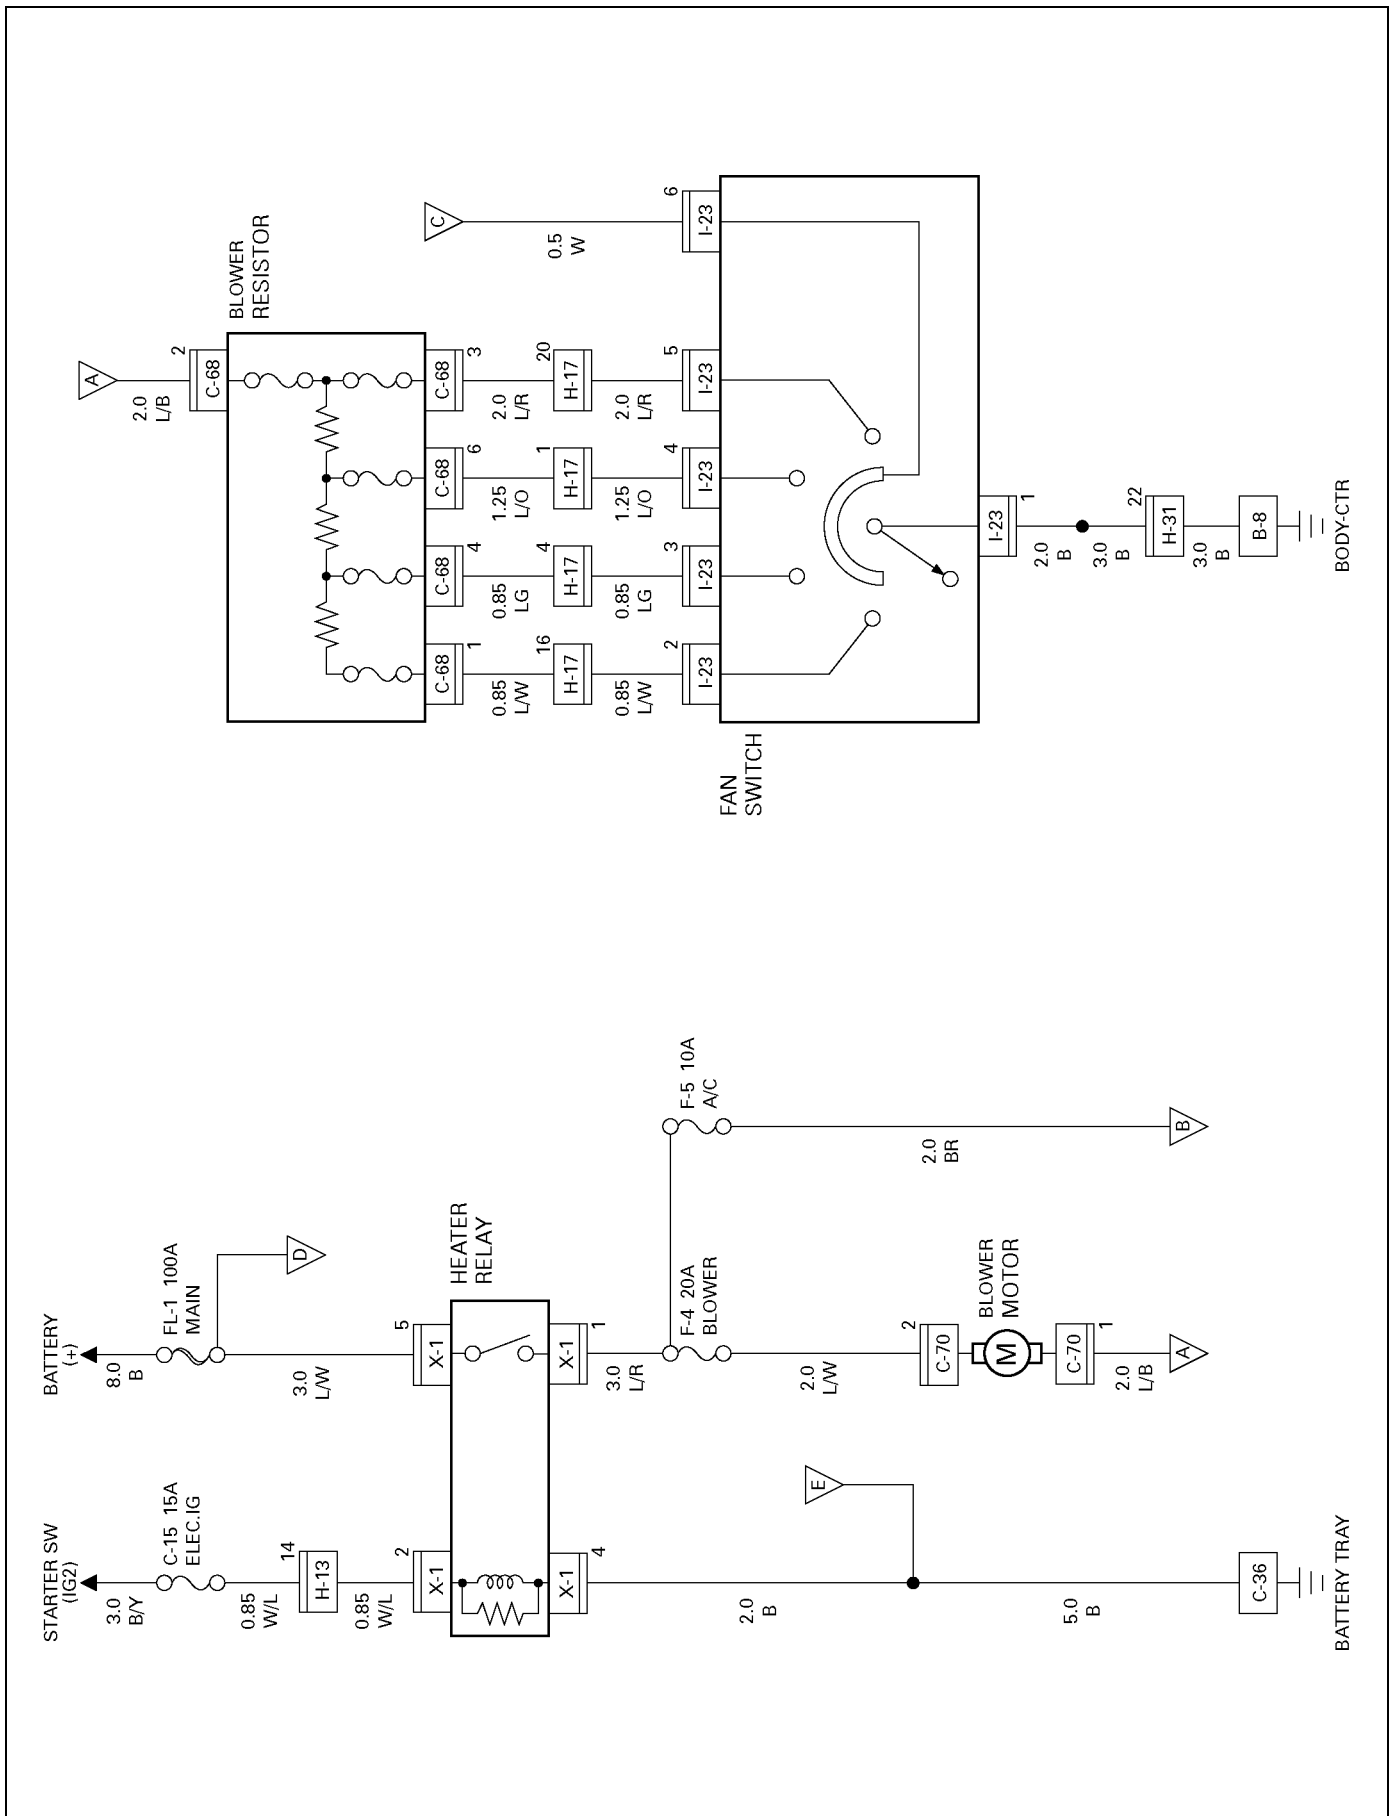 STARTER SW
(IG2)
3.0
B/Y
C-15 15A
ELEC.IG
0.85
W/L
14
H-13
0.85
W/L
2
X-1
X-1
4
2.0
B
E
5.0
B
C-36
BATTERY TRAY
BATTERY
(+)
8.0
B
FL-1 100A
MAIN
D
3.0
L/W
5
X-1
HEATER
RELAY
X-1
1
3.0
L/R
F-4 20A
BLOWER
2.0
L/W
2
C-70
M
BLOWER
MOTOR
C-70
1
2.0
L/B
A
F-5 10A
A/C
2.0
BR
B
A
2.0
L/B
2
C-68
BLOWER
RESISTOR
C-68
1
C-68
4
C-68
6
C-68
3
0.85
L/W
0.85
LG
1.25
L/O
2.0
L/R
16
H-17
4
H-17
1
H-17
20
H-17
0.85
L/W
0.85
LG
1.25
L/O
2.0
L/R
C
0.5
W
2
I-23
3
I-23
4
I-23
5
I-23
6
I-23
FAN
SWITCH
I-23
1
2.0
B
3.0
B
22
H-31
3.0
B
B-8
BODY-CTR